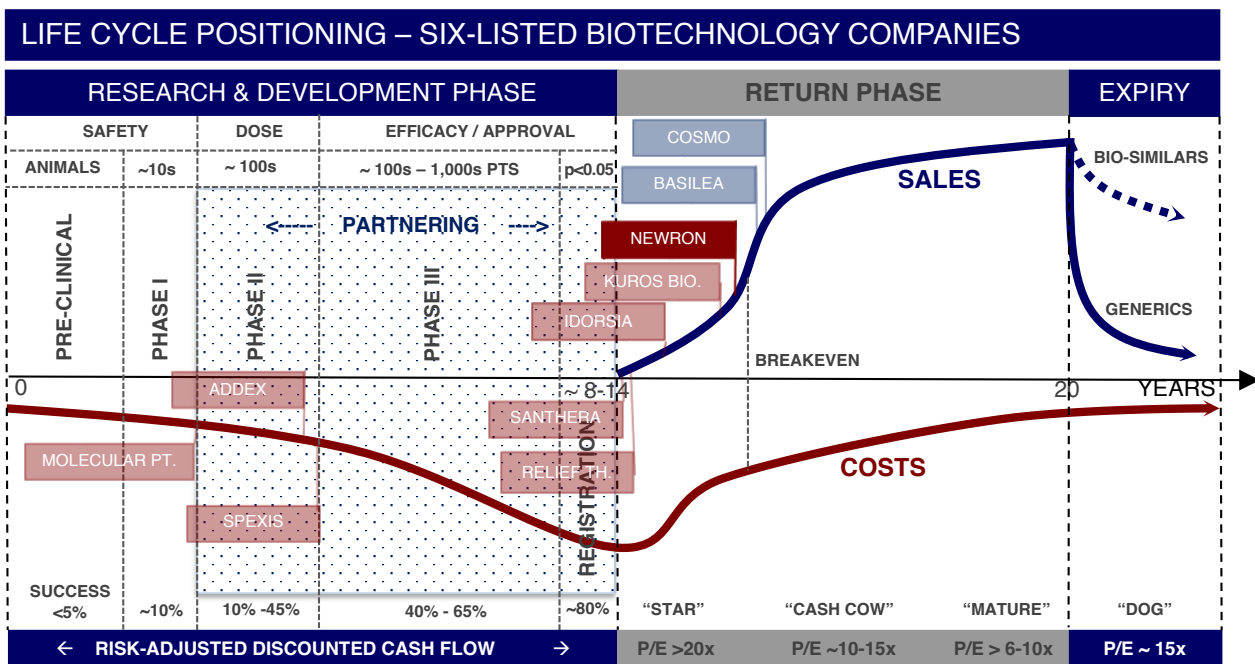 LIFE CYCLE POSITIONING – SIX-LISTED BIOTECHNOLOGY COMPANIES
RESEARCH & DEVELOPMENT PHASE
RETURN PHASE
EXPIRY
SAFETY
DOSE
EFFICACY / APPROVAL
ANIMALS
~10s
~ 100s
~ 100s – 1,000s PTS
p<0.05
COSMO
BASILEA
NEWRON
KUROS BIO.
IDORSIA
SALES
BIO-SIMILARS
GENERICS
<----- PARTNERING ---->
PRE-CLINICAL
PHASE I
PHASE II
PHASE III
REGISTRATION
BREAKEVEN
0
~ 8-14
20
YEARS
ADDEX
SANTHERA
MOLECULAR PT.
RELIEF TH.
SPEXIS
COSTS
SUCCESS
<5%
~10%
10% -45%
40% - 65%
~80%
“STAR”
“CASH COW”
“MATURE”
“DOG”
← RISK-ADJUSTED DISCOUNTED CASH FLOW →
P/E >20x
P/E ~10-15x
P/E > 6-10x
P/E ~ 15x